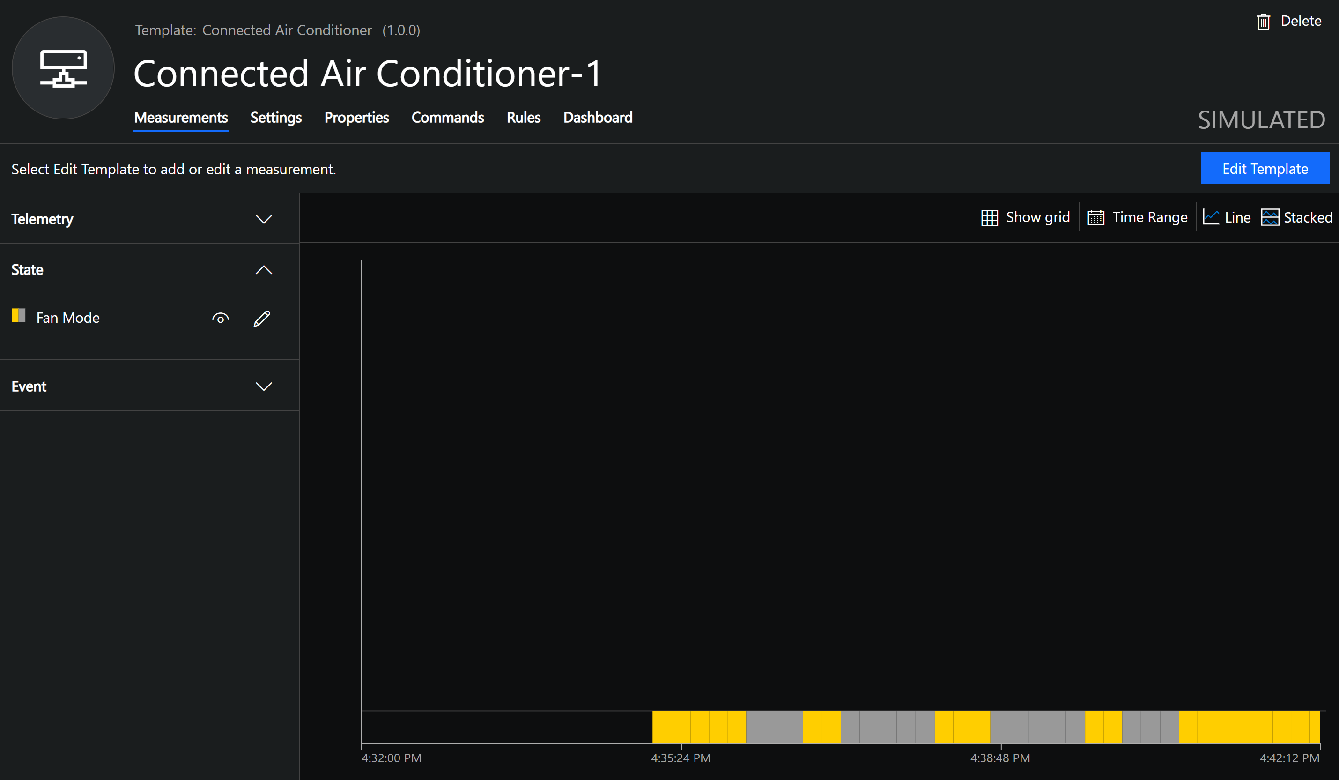 Template: Connected Air Conditioner (1.0.0)
Delete
Connected Air Conditioner-1
Measurements Settings Properties Commands Rules Dashboard
SIMULATED
Select Edit Template to add or edit a measurement.
Edit Template
Telemetry
Show grid Time Range Line Stacked
State
Fan Mode
Event
4:32:00 PM 4:35:24 PM 4:38:48 PM 4:42:12 PM